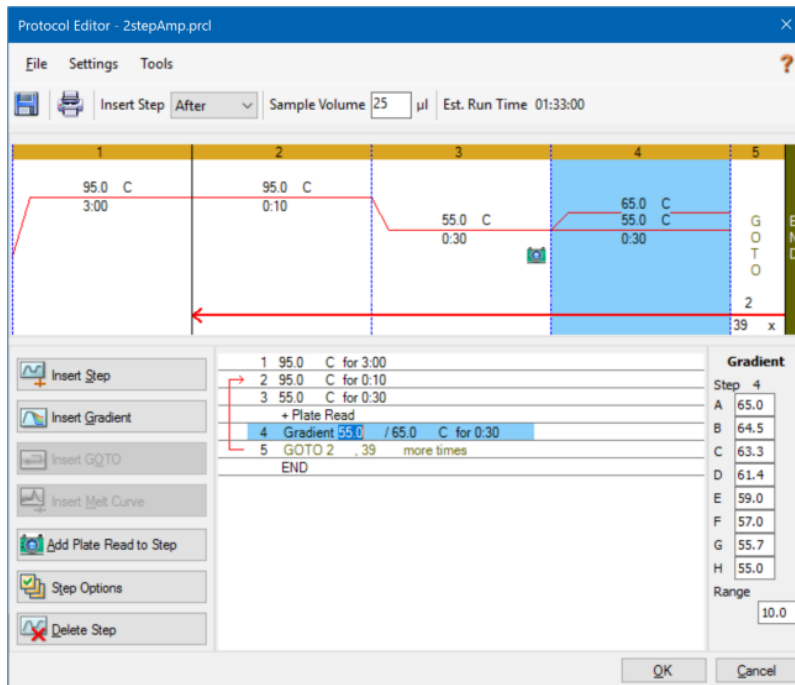 Protocol Editor - 2stepAmp.prcl
File Settings Tools ?
Insert Step After Sample Volume 25 µl Est. Run Time 01:33:00
1 2 3 4 5
95.0 C 95.0 C 65.0 C
3:00 0:10 55.0 C 55.0 C
0:30 0:30
G
O
T
O
E
N
D
2
39 x
Insert Step
Insert Gradient
Insert GOTO
Insert Melt Curve
Add Plate Read to Step
Step Options
Delete Step
1 95.0 C for 3:00
2 95.0 C for 0:10
3 55.0 C for 0:30
+ Plate Read
4 Gradient 55.0 / 65.0 C for 0:30
5 GOTO 2 , 39 more times
END
Gradient
Step 4
A 65.0
B 64.5
C 63.3
D 61.4
E 59.0
F 57.0
G 55.7
H 55.0
Range
10.0
OK Cancel